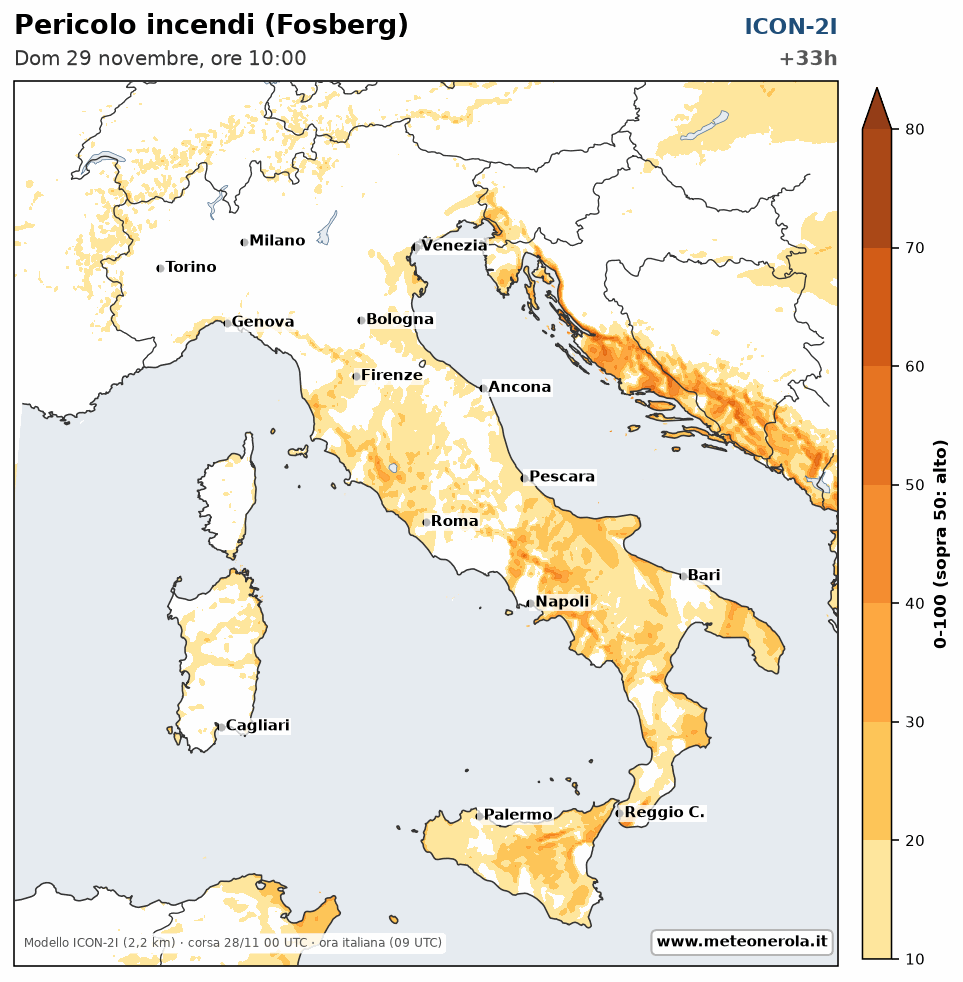 Pericolo incendi (Fosberg)
ICON-2I
Dom 29 novembre, ore 10:00
+33h
Milano
Venezia
Torino
Genova
Bologna
Firenze
Ancona
Pescara
Roma
Bari
Napoli
Cagliari
Palermo
Reggio C.
80
70
60
50
40
30
20
10
0-100 (sopra 50: alto)
Modello ICON-2I (2,2 km) · corsa 28/11 00 UTC · ora italiana (09 UTC)
www.meteonerola.it